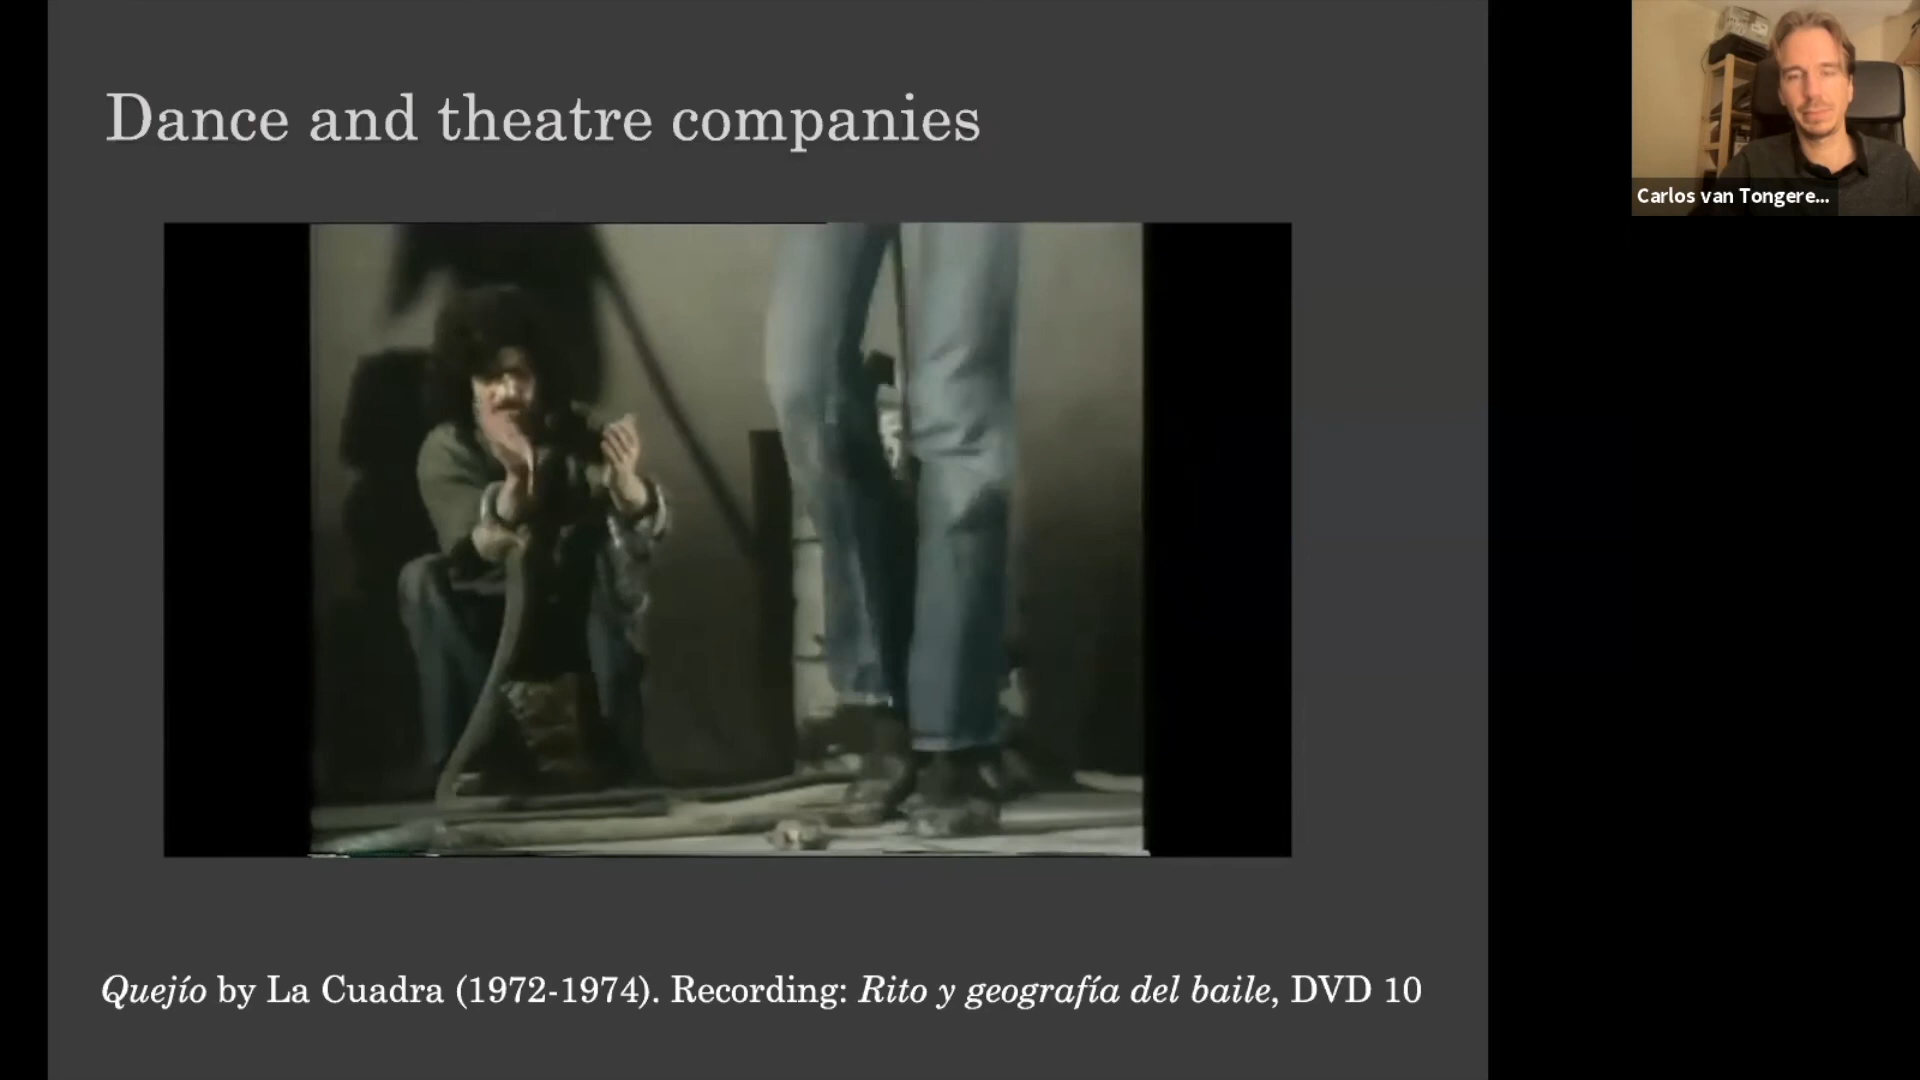 Dance and theatre companies
Carlos van Tongere...
Quejío by La Cuadra (1972-1974). Recording: Rito y geografía del baile, DVD 10